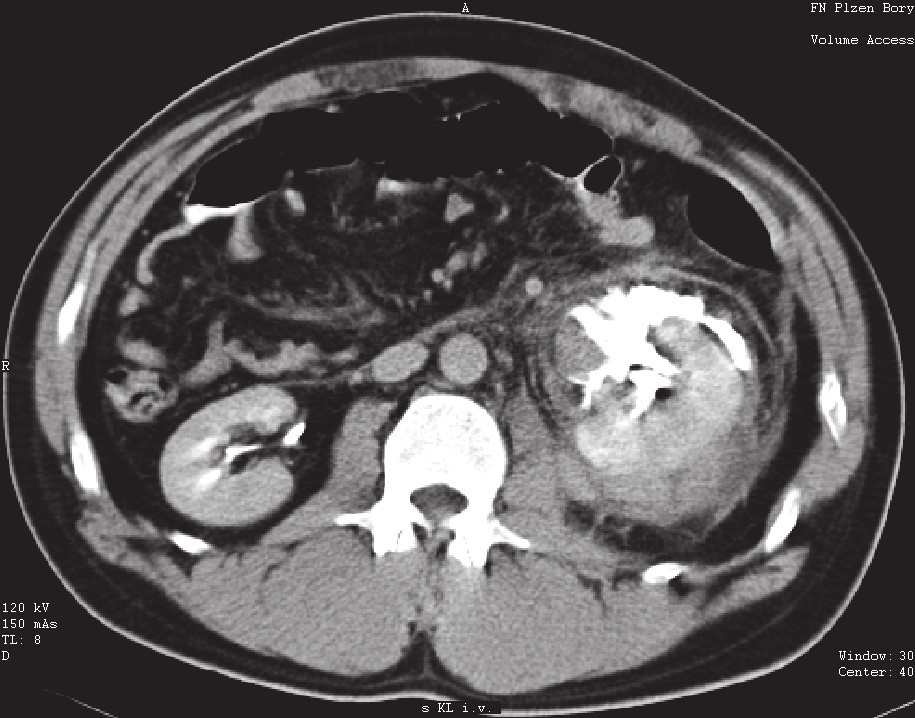 A
FN Plzen Bory
Volume Access
R
120 kV
150 mAs
TL: 8
D
Window: 30
Center: 40
s KL i.v.